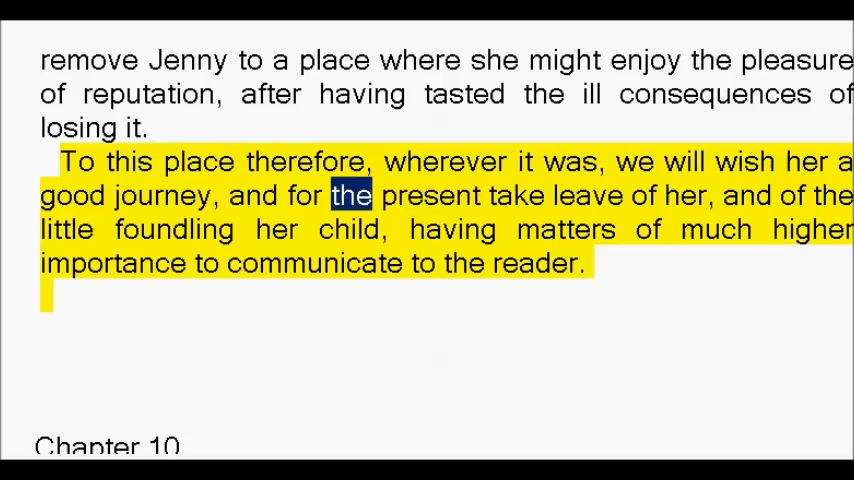 remove Jenny to a place where she might enjoy the pleasure
of reputation, after having tasted the ill consequences of
losing it.
To this place therefore, wherever it was, we will wish her a
good journey, and for the present take leave of her, and of the
little foundling her child, having matters of much higher
importance to communicate to the reader.
Chapter 10